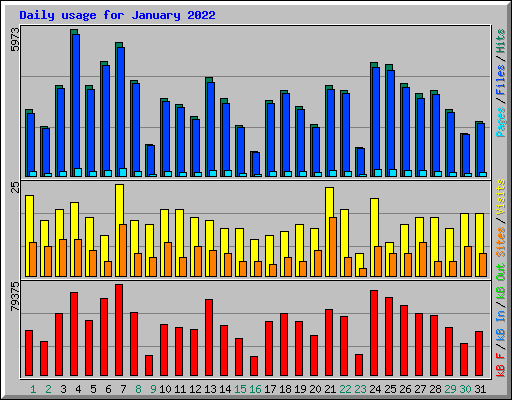 Daily usage for January 2022
5973
Pages / Files / Hits
25
kB F / kB In / kB Out Sites / Visits
79375
1 2 3 4 5 6 7 8 9 10 11 12 13 14 15 16 17 18 19 20 21 22 23 24 25 26 27 28 29 30 31